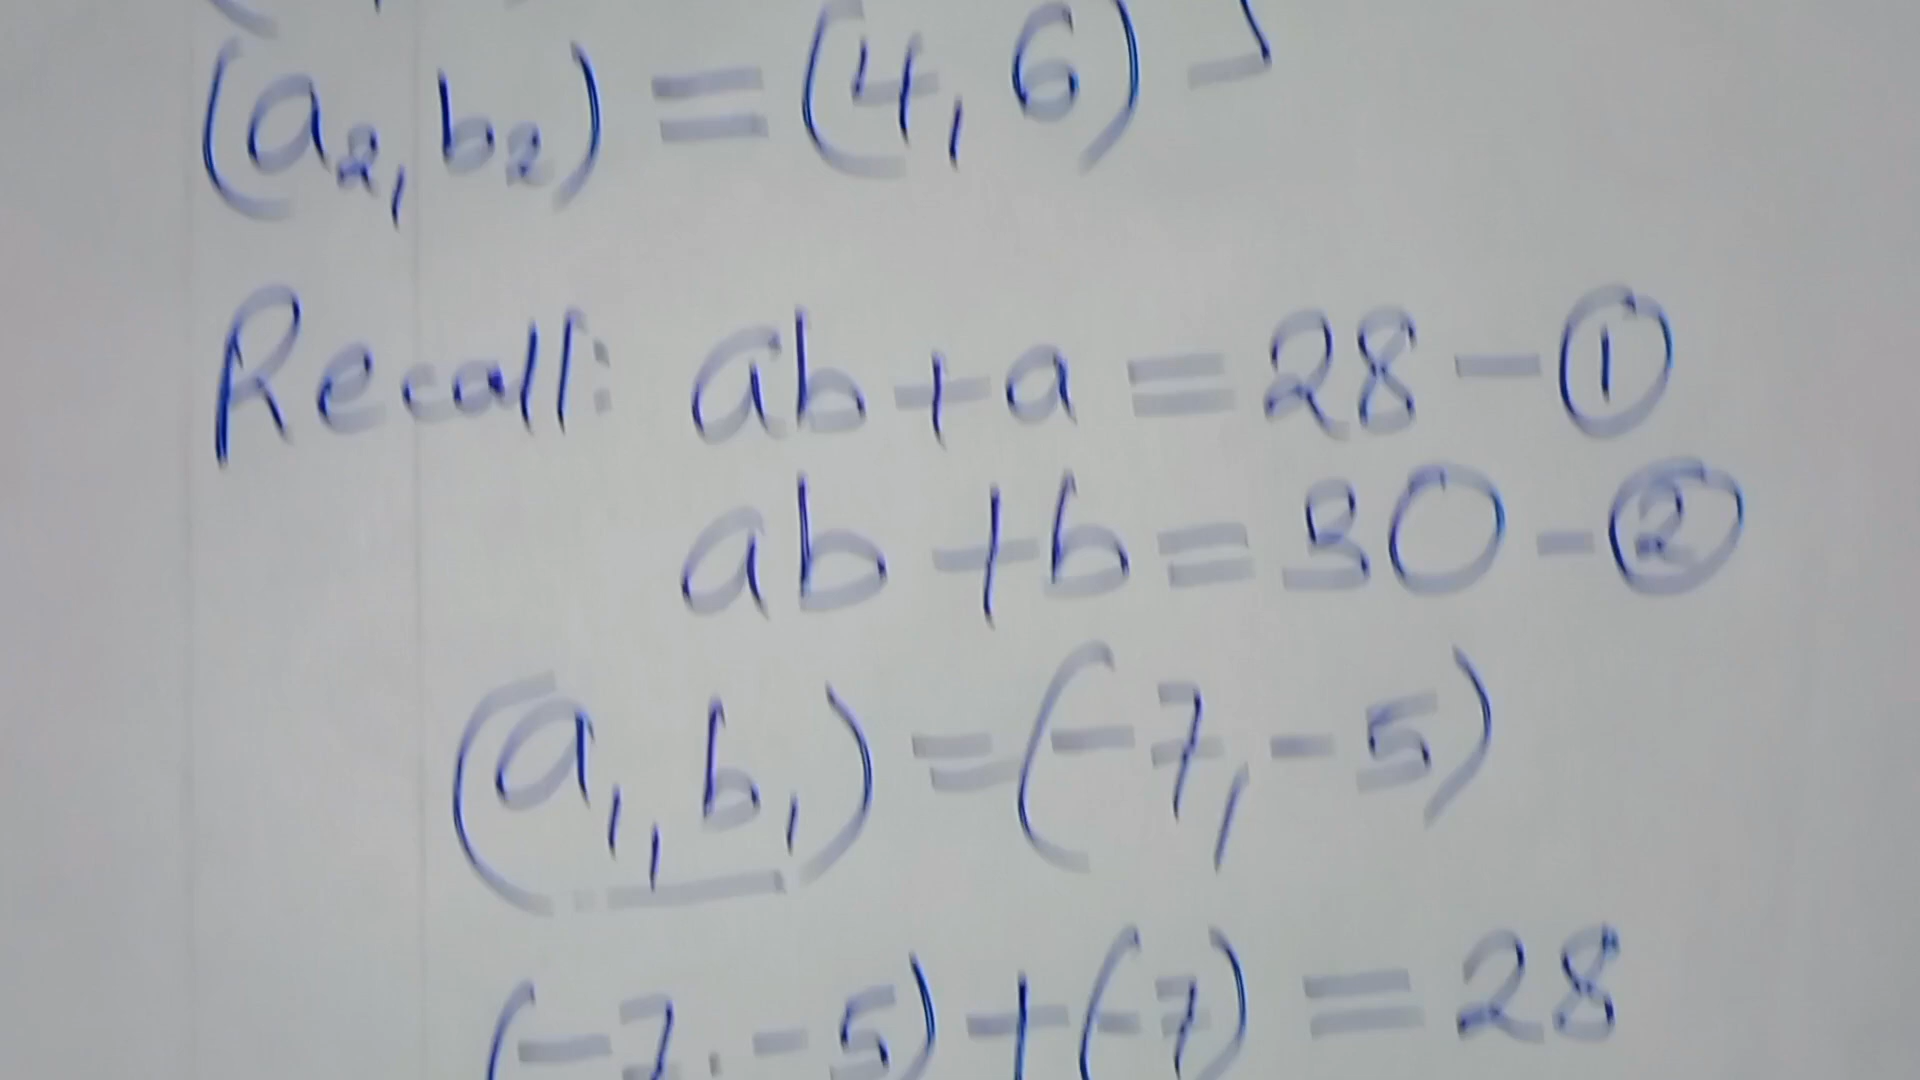 (a₂, b₂) = (4, 6)
Recall: ab + a = 28 - ①
ab + b = 30 - ②
(a₁, b₁) = (-7, -5)
(-7. -5) + (-7) = 28